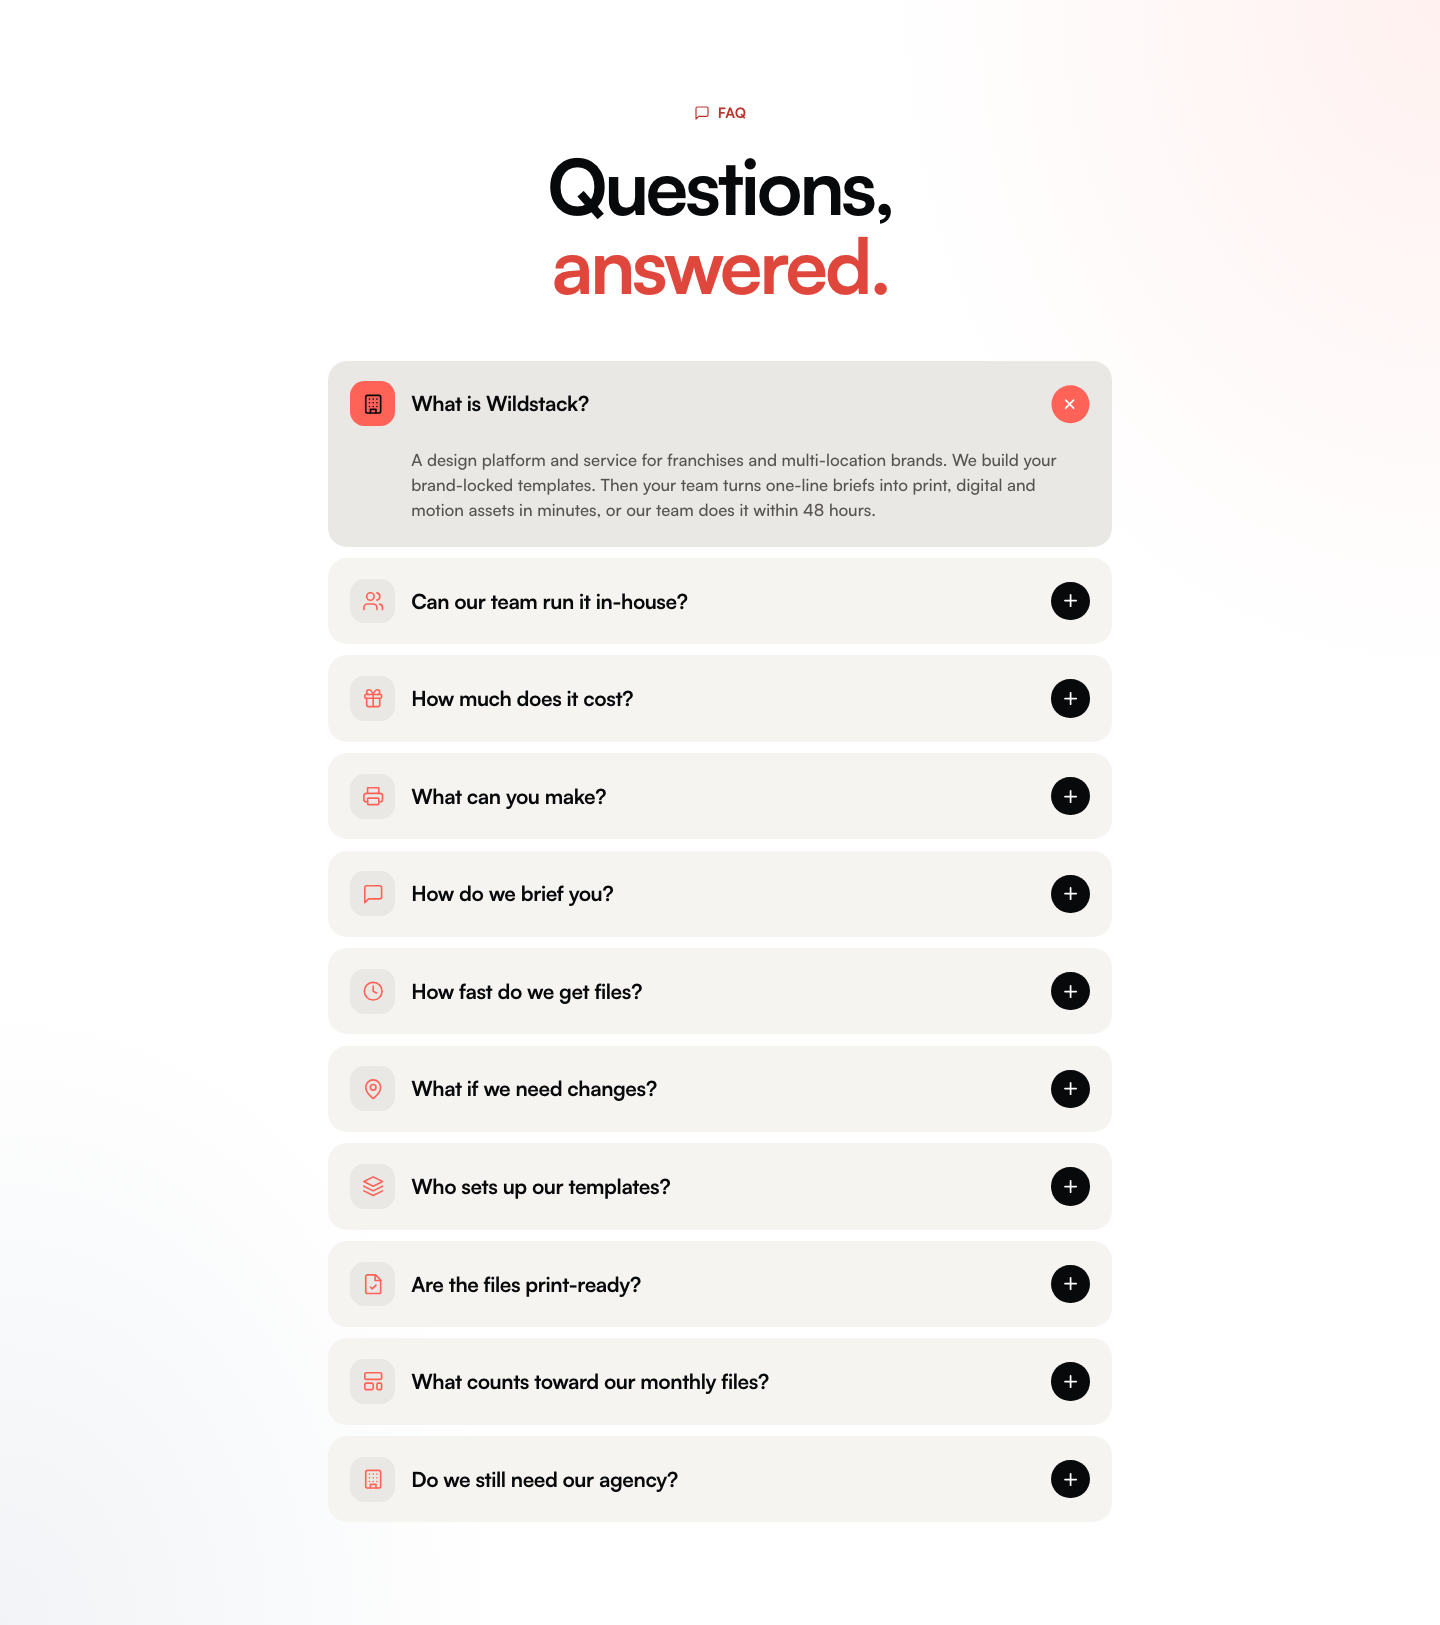 FAQ
Questions,
answered.
What is Wildstack?
A design platform and service for franchises and multi-location brands. We build your
brand-locked templates. Then your team turns one-line briefs into print, digital and
motion assets in minutes, or our team does it within 48 hours.
Can our team run it in-house?
How much does it cost?
What can you make?
How do we brief you?
How fast do we get files?
What if we need changes?
Who sets up our templates?
Are the files print-ready?
What counts toward our monthly files?
Do we still need our agency?